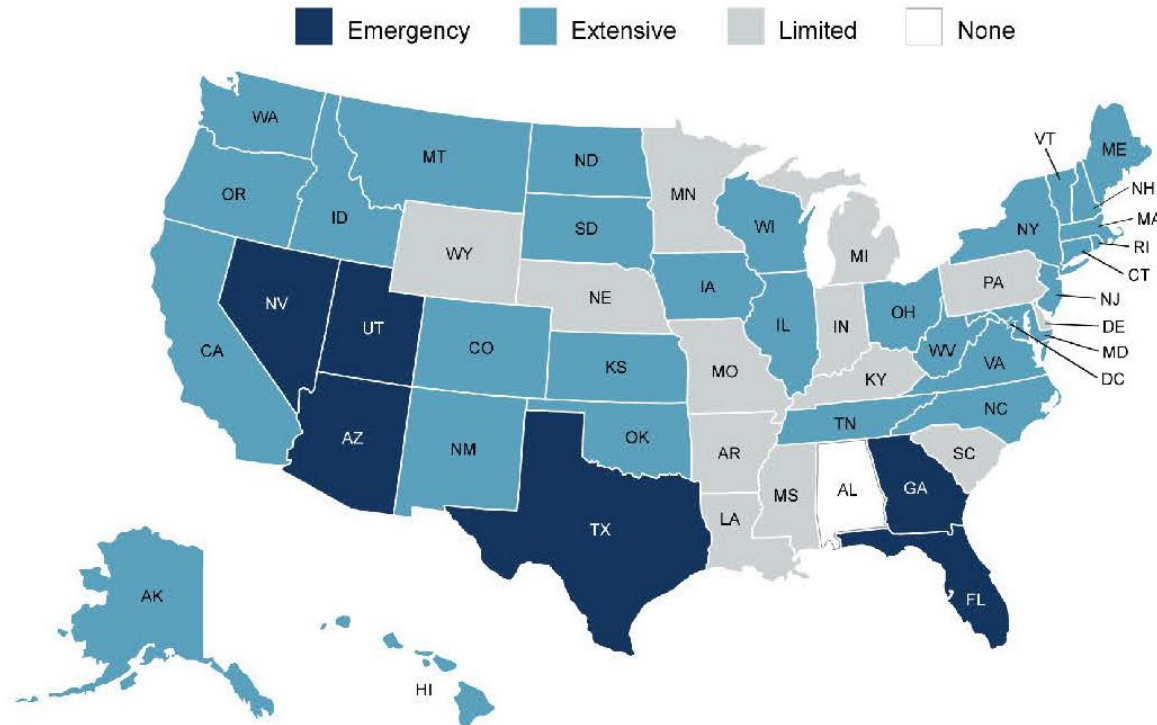 Emergency Extensive Limited None
WA
MT
ND
MN
VT
ME
OR
ID
SD
WI
NY
NH
MA
WY
MI
RI
CT
NV
UT
NE
IA
PA
NJ
CA
CO
IL
IN
OH
DE
MD
DC
KS
MO
WV
VA
KY
AZ
NM
OK
AR
TN
NC
SC
TX
LA
MS
AL
GA
FL
AK
HI